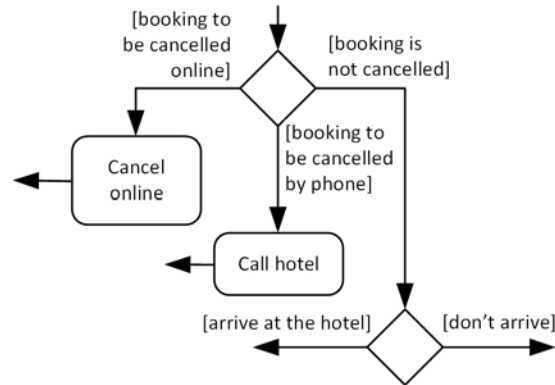 [booking to
be cancelled
online]
[booking is
not cancelled]
[booking to
be cancelled
by phone]
Cancel
online
Call hotel
[arrive at the hotel]
[don't arrive]